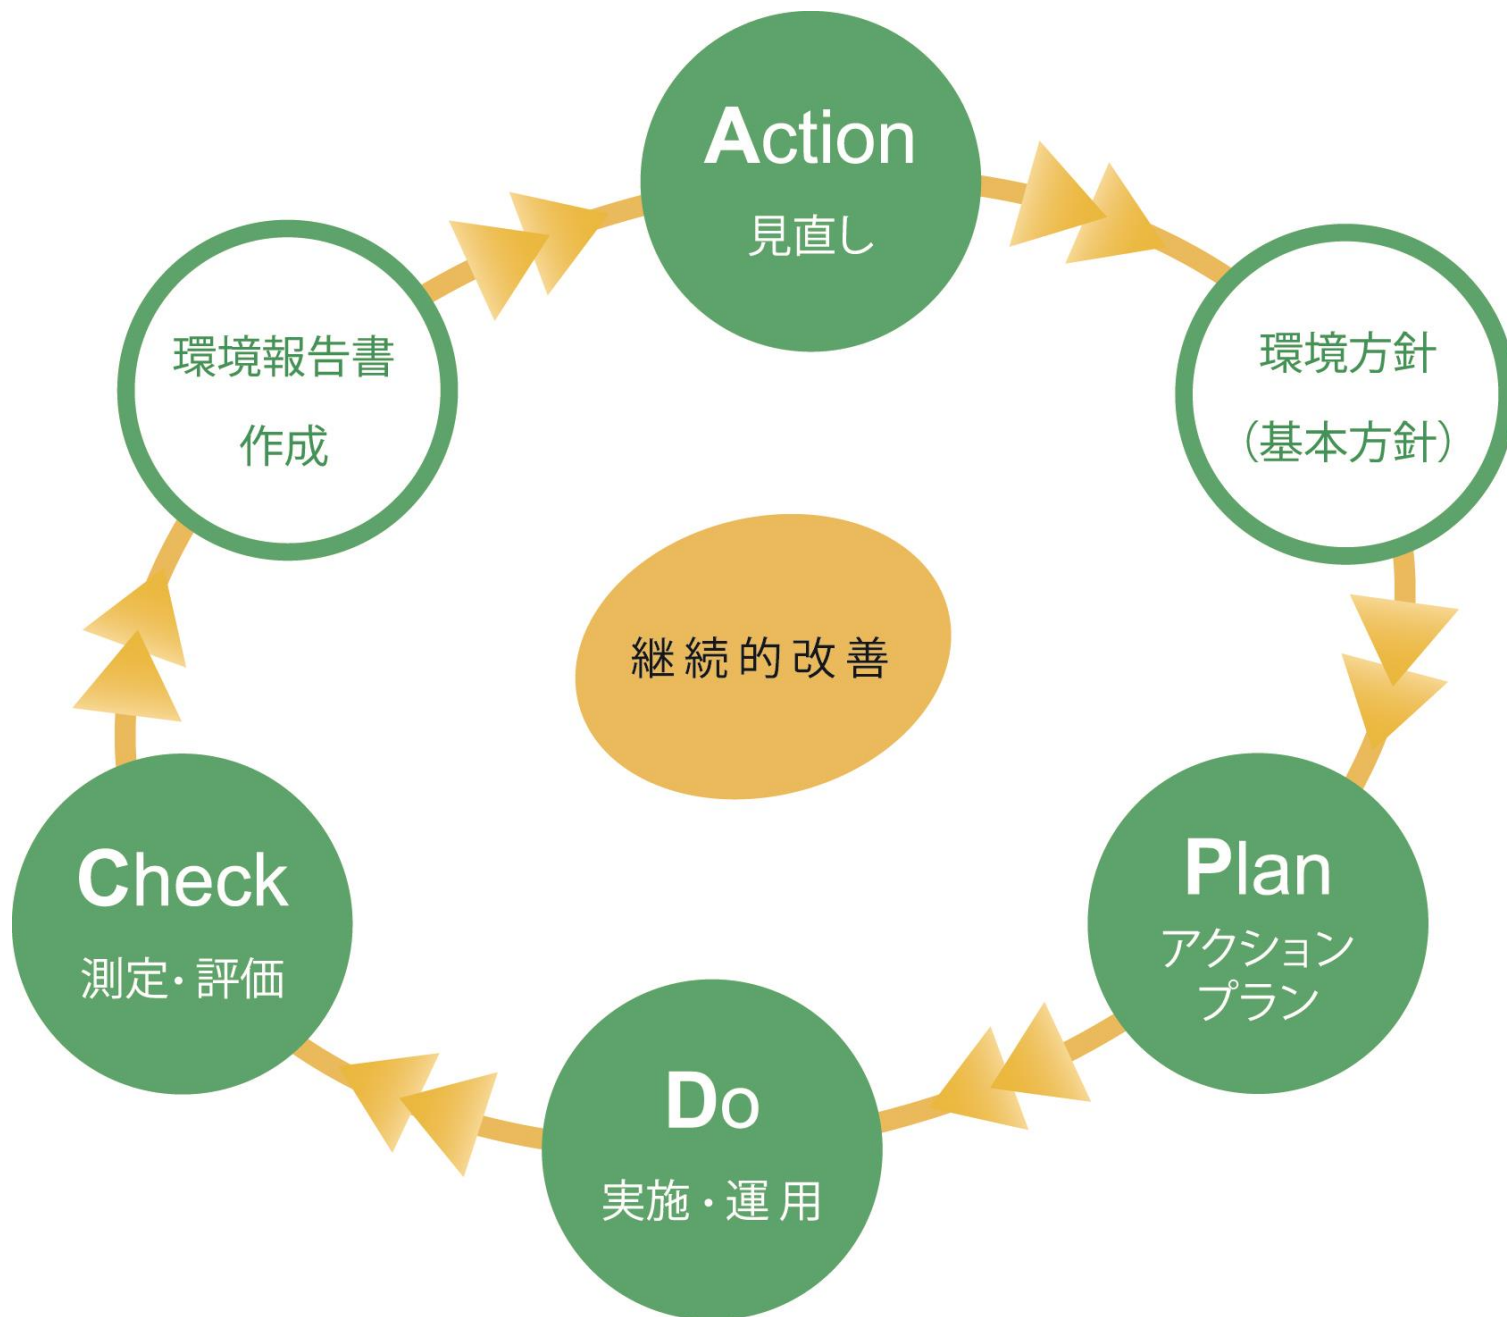 Action
見直し
環境方針
（基本方針）
Plan
アクション
プラン
Do
実施・運用
Check
測定・評価
環境報告書
作成
継続的改善